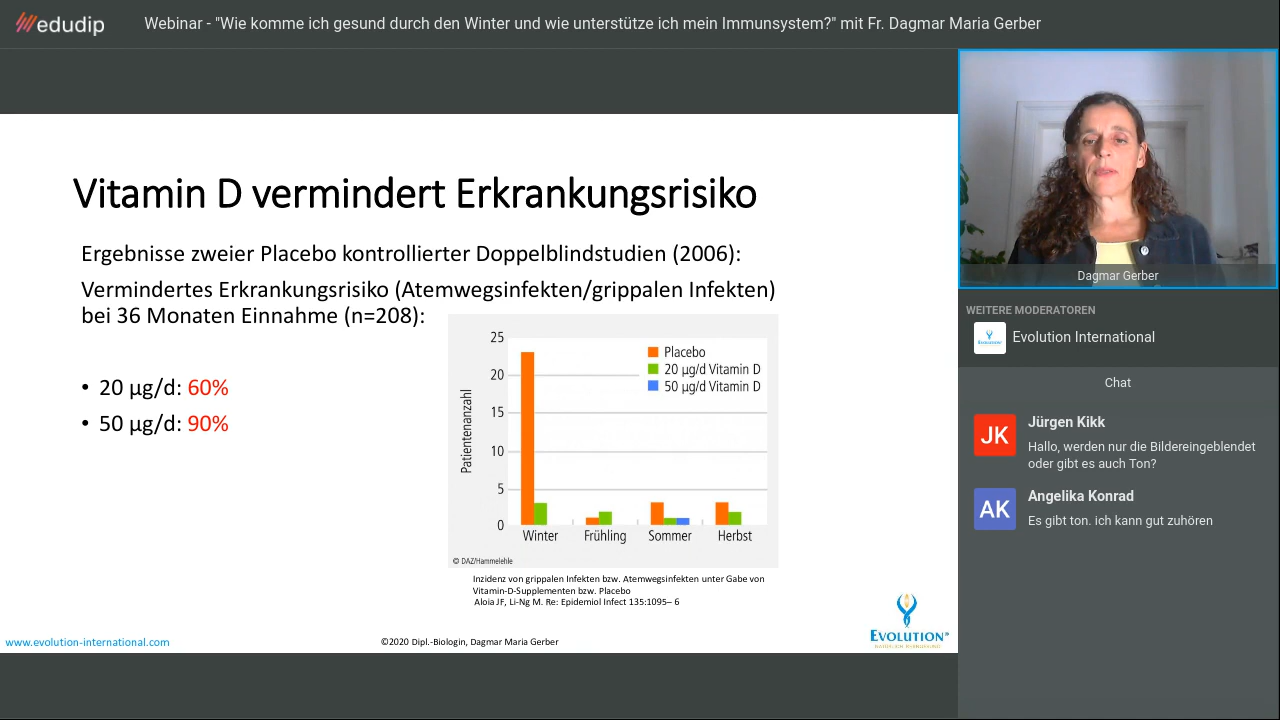 edudip
Webinar - "Wie komme ich gesund durch den Winter und wie unterstütze ich mein Immunsystem?" mit Fr. Dagmar Maria Gerber
Vitamin D vermindert Erkrankungsrisiko
Ergebnisse zweier Placebo kontrollierter Doppelblindstudien (2006):
Vermindertes Erkrankungsrisiko (Atemwegsinfekten/grippalen Infekten)
bei 36 Monaten Einnahme (n=208):
• 20 µg/d: 60%
• 50 µg/d: 90%
Patientenanzahl
25
20
15
10
5
0
Placebo
20 µg/d Vitamin D
50 µg/d Vitamin D
Winter
Frühling
Sommer
Herbst
© DAZ/Hammelehle
Inzidenz von grippalen Infekten bzw. Atemwegsinfekten unter Gabe von
Vitamin-D-Supplementen bzw. Placebo
Aloia JF, Li-Ng M. Re: Epidemiol Infect 135:1095– 6
www.evolution-international.com
©2020 Dipl.-Biologin, Dagmar Maria Gerber
EVOLUTION®
Dagmar Gerber
WEITERE MODERATOREN
Evolution International
Chat
JK
Jürgen Kikk
Hallo, werden nur die Bildereingeblendet
oder gibt es auch Ton?
AK
Angelika Konrad
Es gibt ton. ich kann gut zuhören